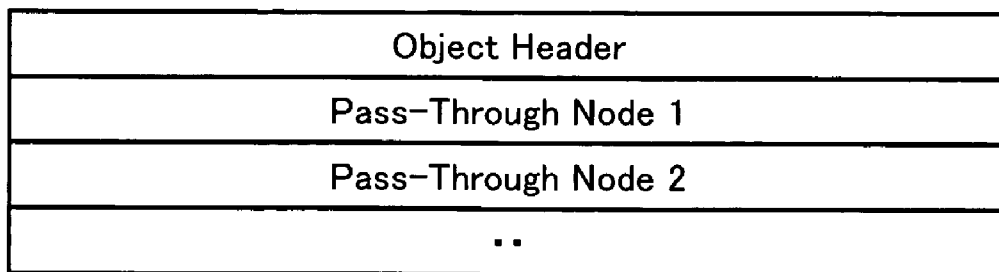 Object Header
Pass-Through Node 1
Pass-Through Node 2
..